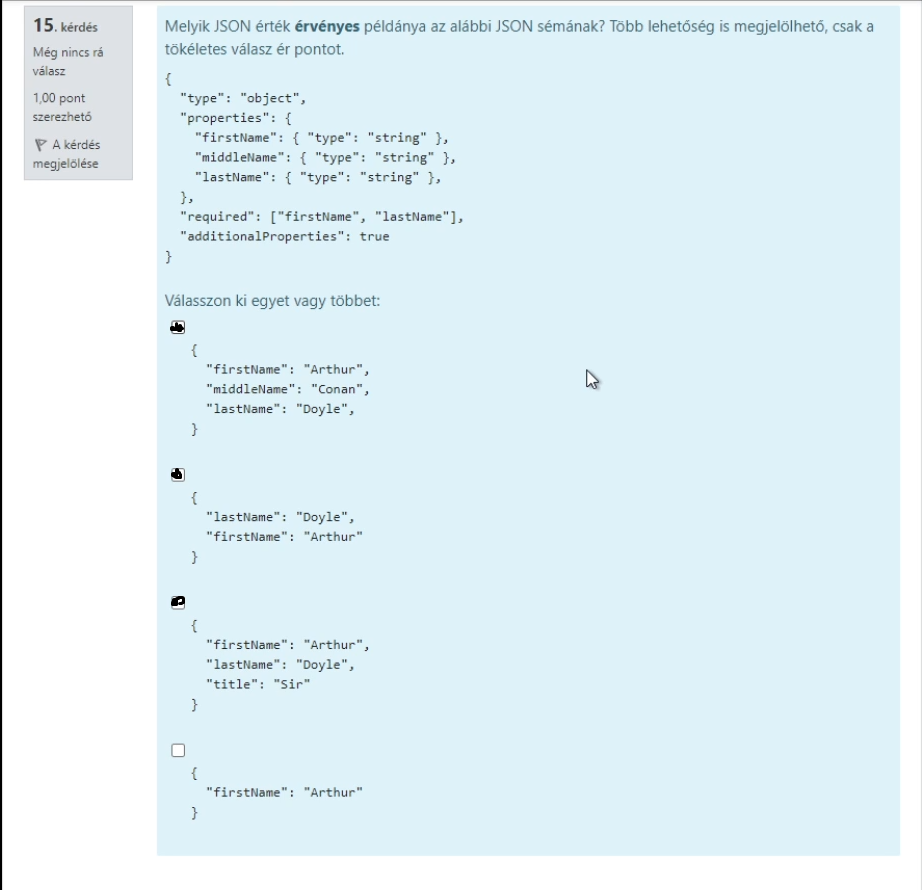 15. kérdés
Még nincs rá
válasz
1,00 pont
szerezhető
A kérdés
megjelölése
Melyik JSON érték érvényes példánya az alábbi JSON sémának? Több lehetőség is megjelölhető, csak a
tökéletes válasz ér pontot.
{
  "type": "object",
  "properties": {
    "firstName": { "type": "string" },
    "middleName": { "type": "string" },
    "lastName": { "type": "string" },
  },
  "required": ["firstName", "lastName"],
  "additionalProperties": true
}
Válasszon ki egyet vagy többet:
{
  "firstName": "Arthur",
  "middleName": "Conan",
  "lastName": "Doyle",
}
{
  "lastName": "Doyle",
  "firstName": "Arthur"
}
{
  "firstName": "Arthur",
  "lastName": "Doyle",
  "title": "Sir"
}
{
  "firstName": "Arthur"
}